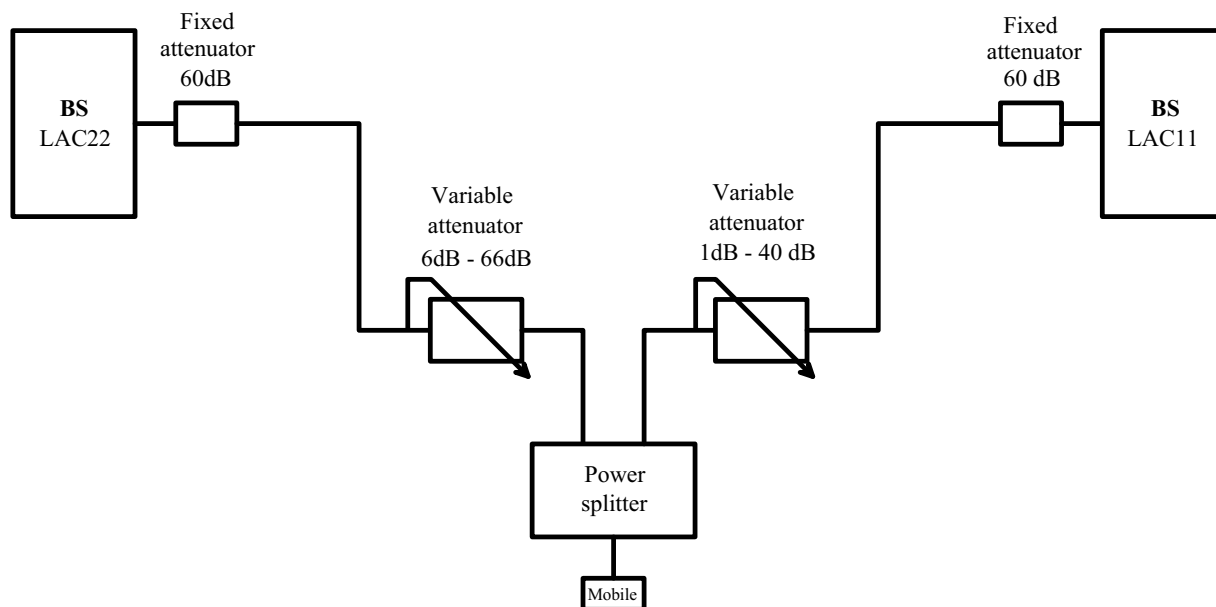 Fixed
attenuator
60dB
BS
LAC22
Fixed
attenuator
60 dB
BS
LAC11
Variable
attenuator
6dB - 66dB
Variable
attenuator
1dB - 40 dB
Power
splitter
Mobile